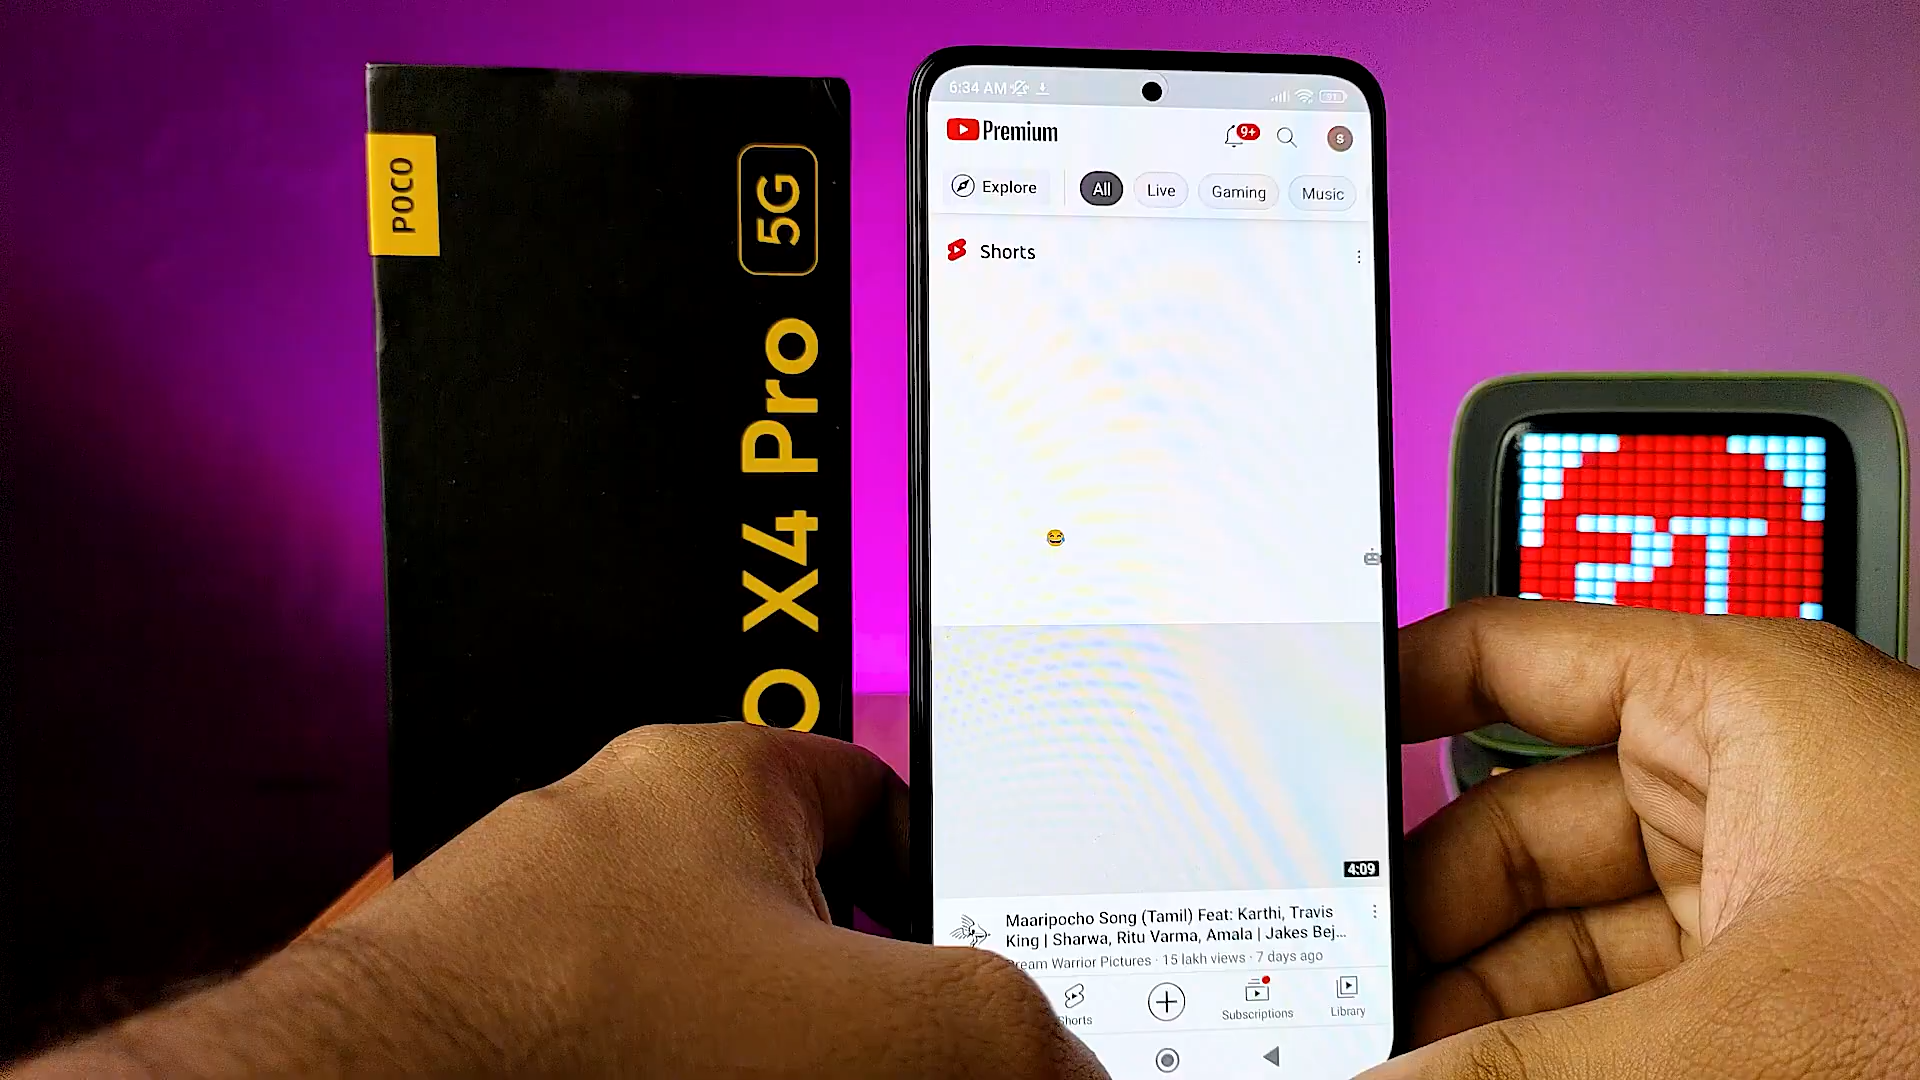 POCO
5G
O X4 Pro
6:34 AM
91
Premium
9+
S
Explore
All
Live
Gaming
Music
Shorts
4:09
Maaripocho Song (Tamil) Feat: Karthi, Travis
King | Sharwa, Ritu Varma, Amala | Jakes Bej...
ream Warrior Pictures · 15 lakh views · 7 days ago
Shorts
Subscriptions
Library
PT